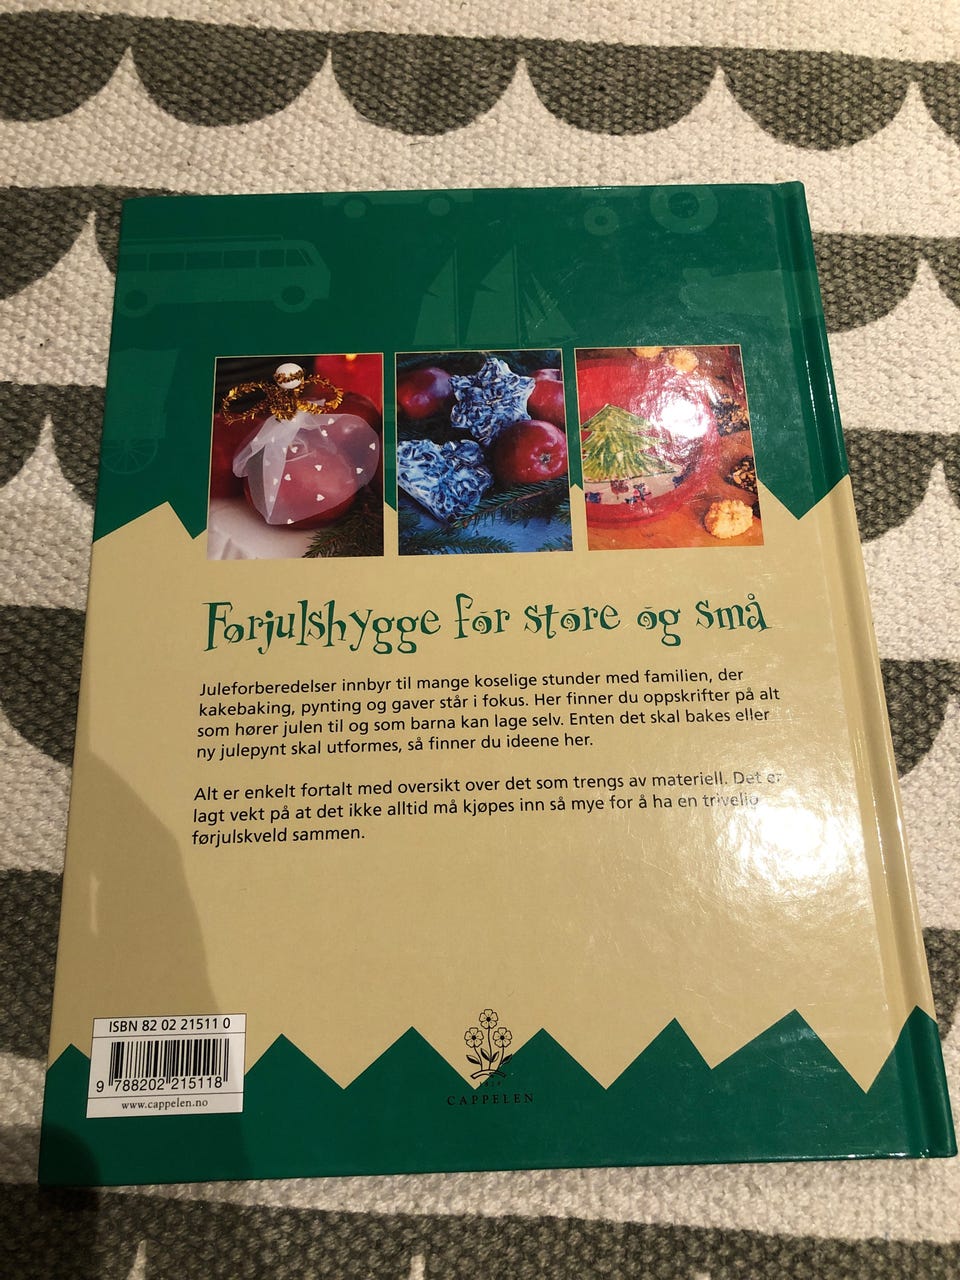 Førjulshygge for store og små
Juleforberedelser innbyr til mange koselige stunder med familien, der
kakebaking, pynting og gaver står i fokus. Her finner du oppskrifter på alt
som hører julen til og som barna kan lage selv. Enten det skal bakes eller
ny julepynt skal utformes, så finner du ideene her.
Alt er enkelt fortalt med oversikt over det som trengs av materiell. Det er
lagt vekt på at det ikke alltid må kjøpes inn så mye for å ha en trivelig
førjulskveld sammen.
ISBN 82 02 21511 0
9 788202 215118
www.cappelen.no
1829
CAPPELEN